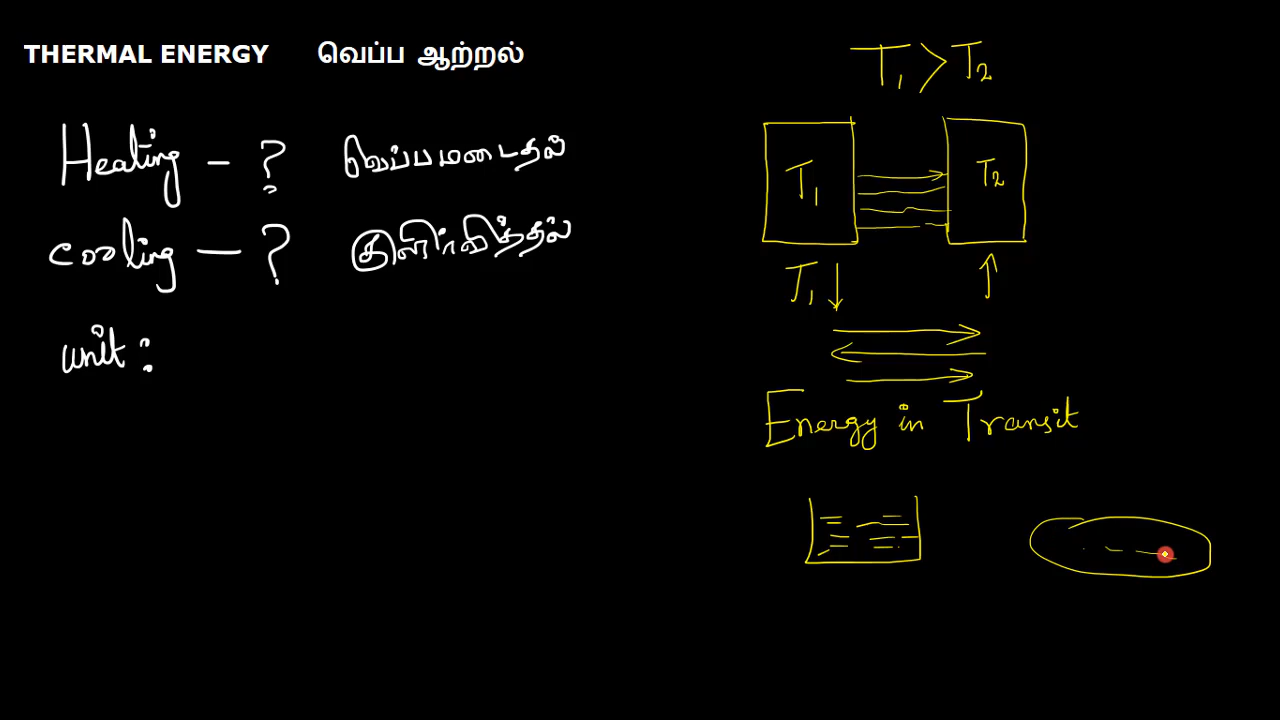 THERMAL ENERGY வெப்ப ஆற்றல்
Heating - ? வெப்பமடைதல்
cooling — ? குளிர்வித்தல்
unit :
T₁ > T₂
T₁ T₂
T₁ ↓ ↑
Energy in Transit